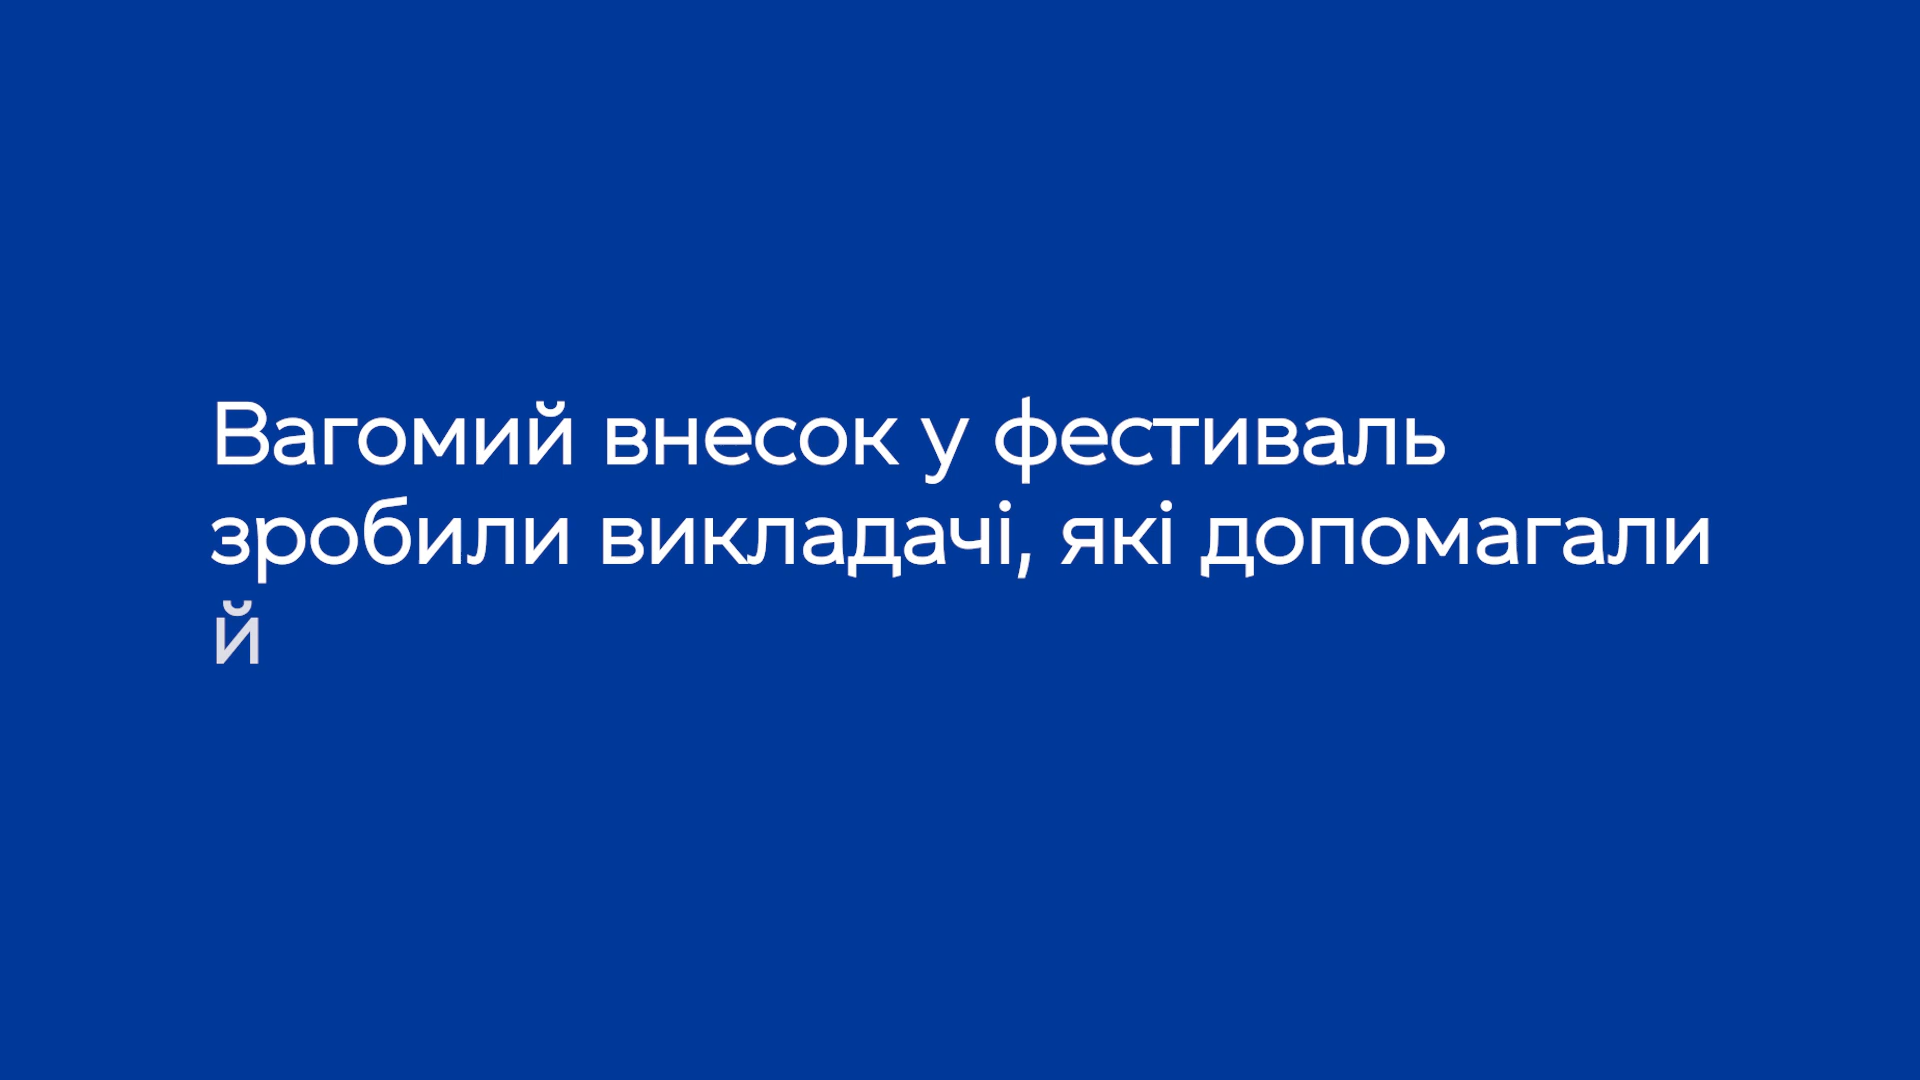 Вагомий внесок у фестиваль
зробили викладачі, які допомагали
й